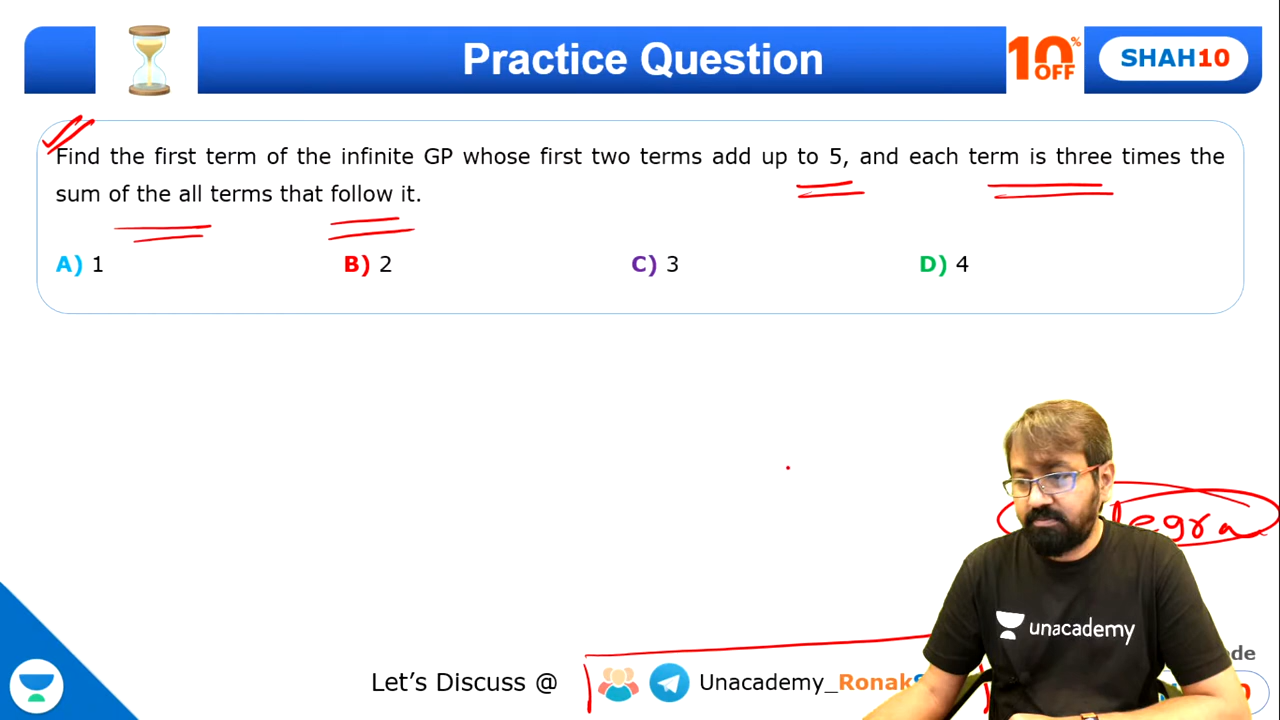 Practice Question
10% OFF
SHAH10
Find the first term of the infinite GP whose first two terms add up to 5, and each term is three times the
sum of the all terms that follow it.
A) 1
B) 2
C) 3
D) 4
unacademy
Let's Discuss @
Unacademy_Ronak